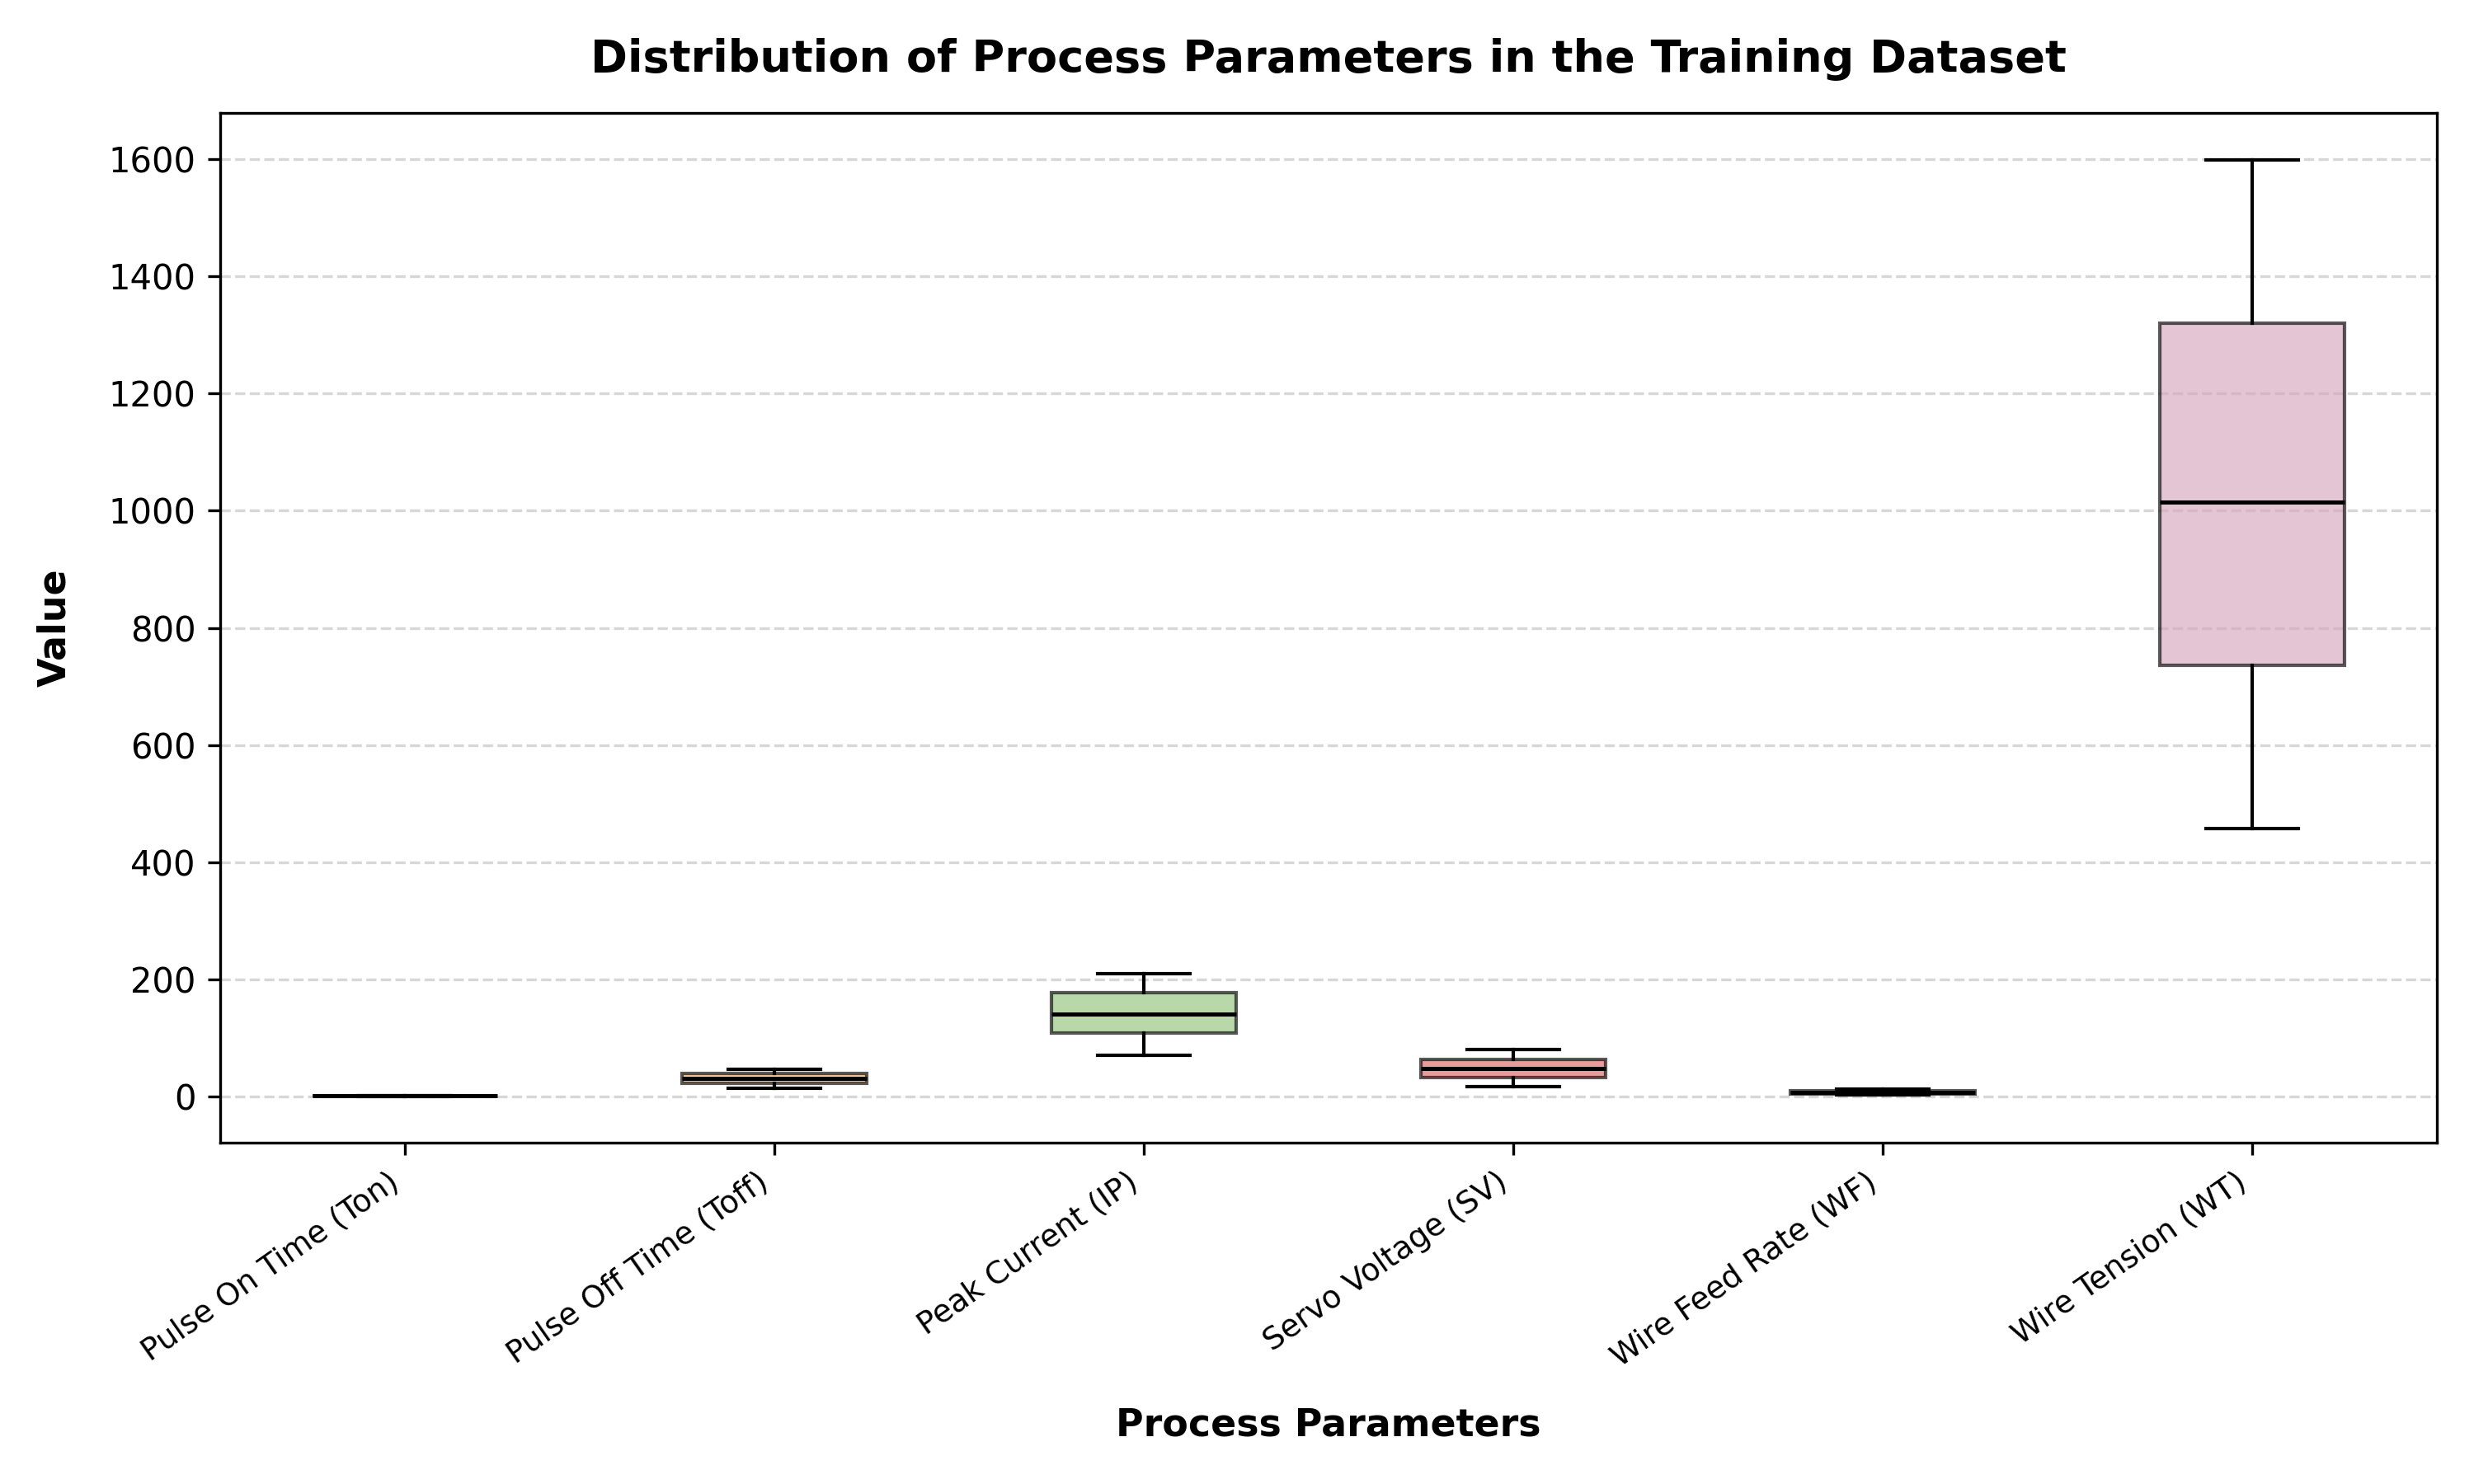 Distribution of Process Parameters in the Training Dataset
Value
1600
1400
1200
1000
800
600
400
200
0
Pulse On Time (Ton)
Pulse Off Time (Toff)
Peak Current (IP)
Servo Voltage (SV)
Wire Feed Rate (WF)
Wire Tension (WT)
Process Parameters